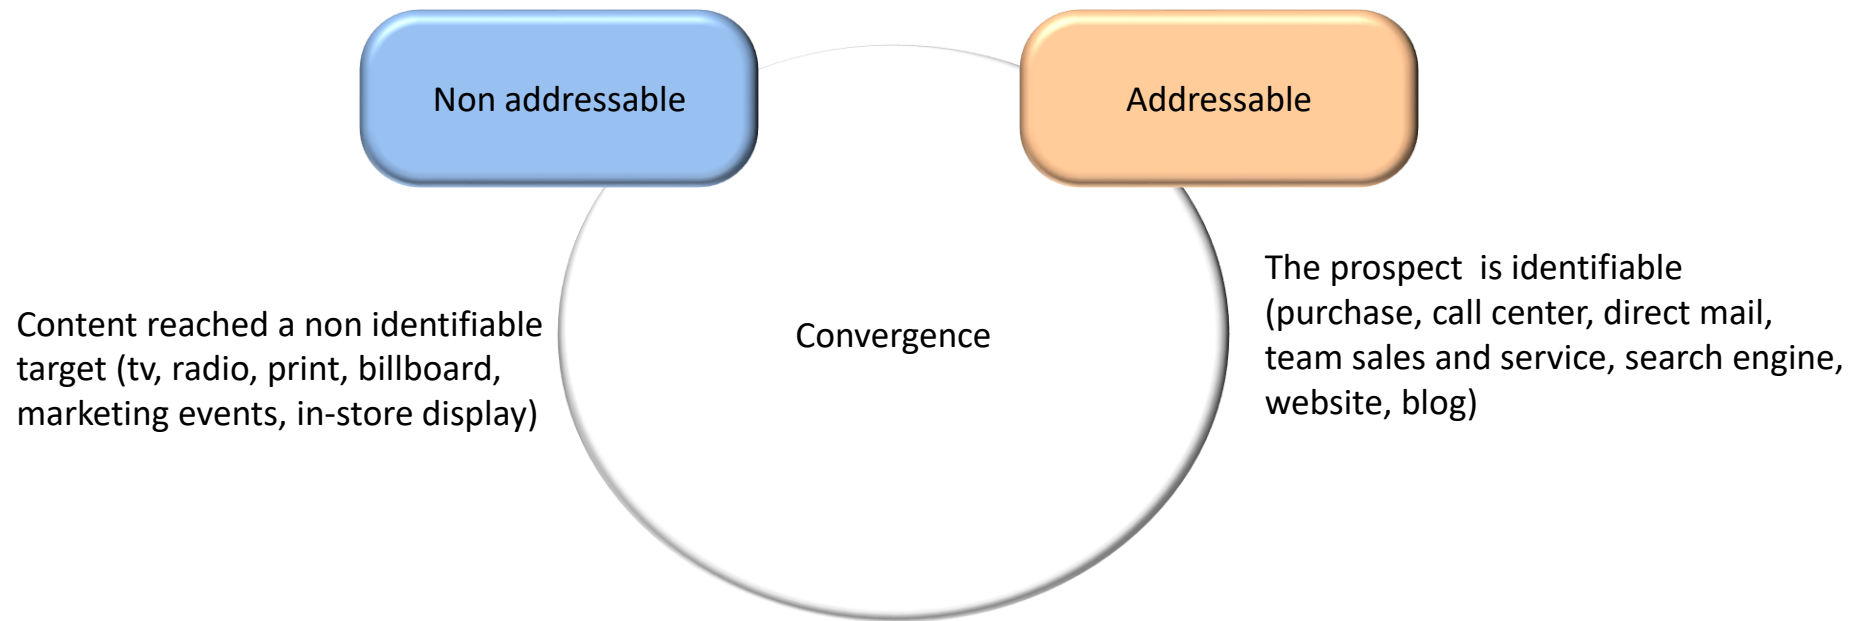 Non addressable
Addressable
Content reached a non identifiable
target (tv, radio, print, billboard,
marketing events, in-store display)
Convergence
The prospect  is identifiable
(purchase, call center, direct mail,
team sales and service, search engine,
website, blog)